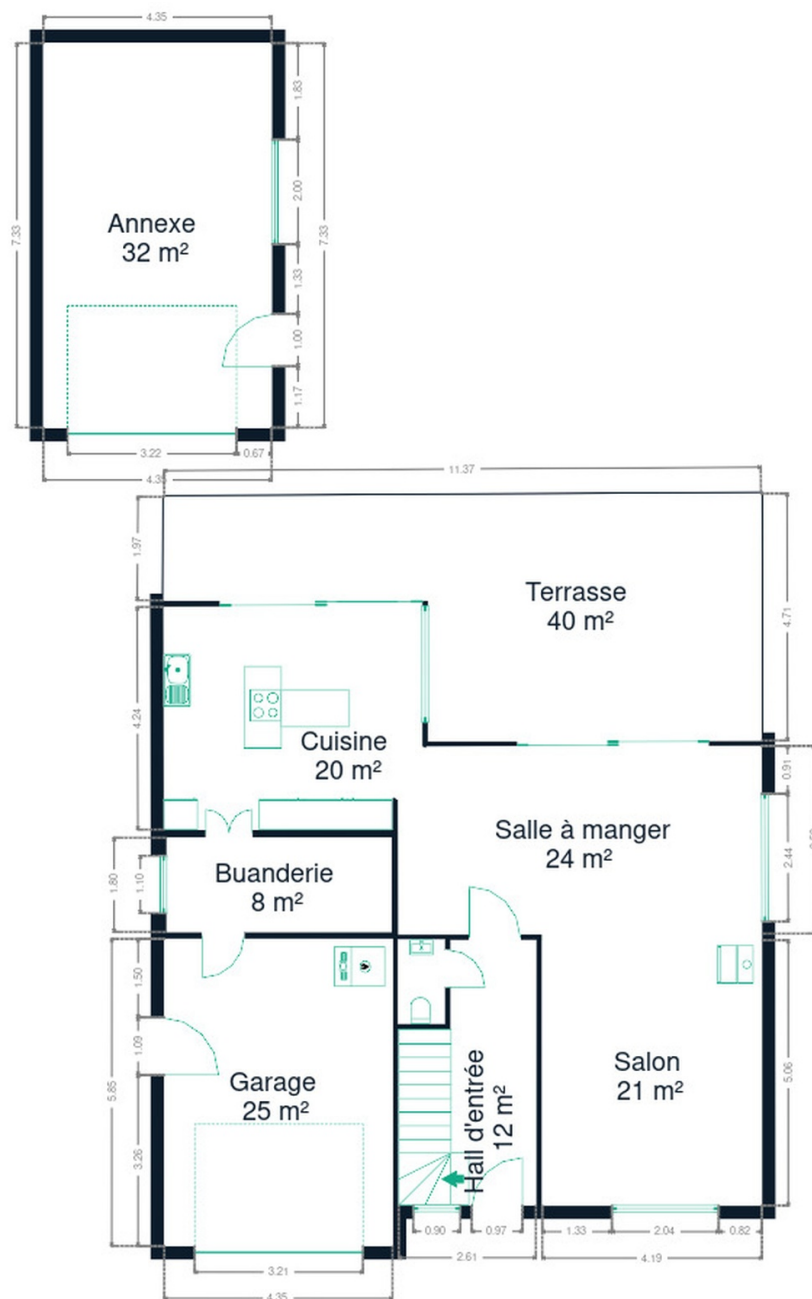 4.35
1.83
2.00
7.33
7.33
Annexe
32 m²
1.33
1.00
1.17
3.22
0.67
11.37
1.97
4.71
Terrasse
40 m²
4.24
Cuisine
20 m²
0.91
2.44
Salle à manger
24 m²
1.80
1.10
Buanderie
8 m²
1.50
1.09
5.85
3.26
Garage
25 m²
Hall d'entrée
12 m²
Salon
21 m²
5.06
0.90
0.97
1.33
2.04
0.82
2.61
4.19
3.21
4.35